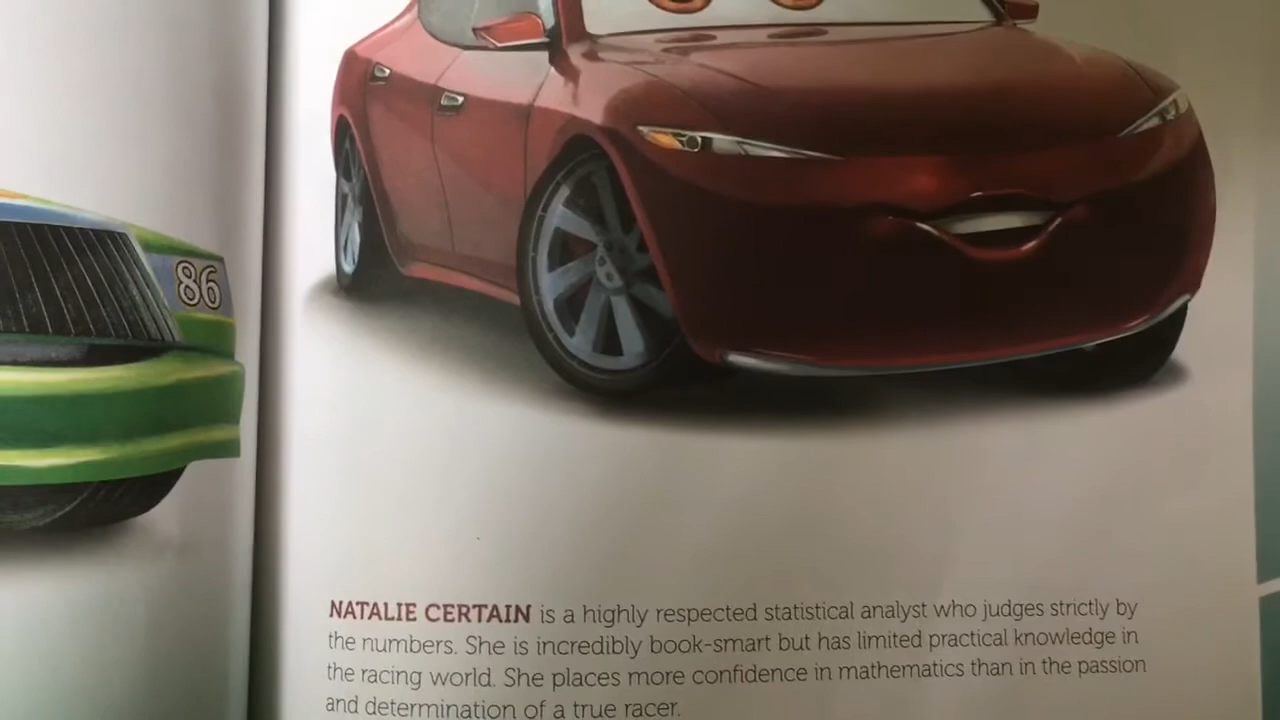 86
NATALIE CERTAIN is a highly respected statistical analyst who judges strictly by
the numbers. She is incredibly book-smart but has limited practical knowledge in
the racing world. She places more confidence in mathematics than in the passion
and determination of a true racer.